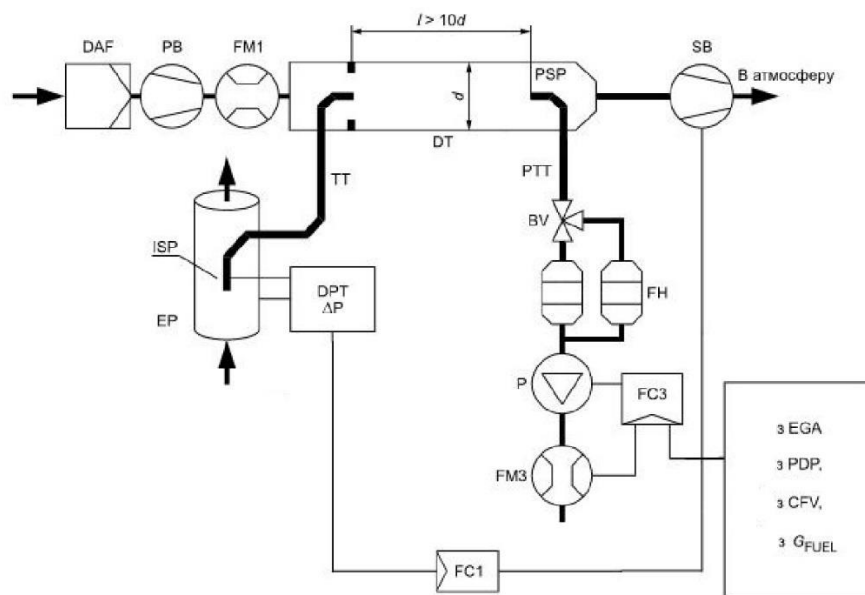 l > 10d
DAF
PB
FM1
PSP
SB
В атмосферу
d
DT
TT
PTT
BV
ISP
DPT
ΔP
FH
EP
P
FC3
з EGA
з PDP,
FM3
з CFV,
з GFUEL
FC1